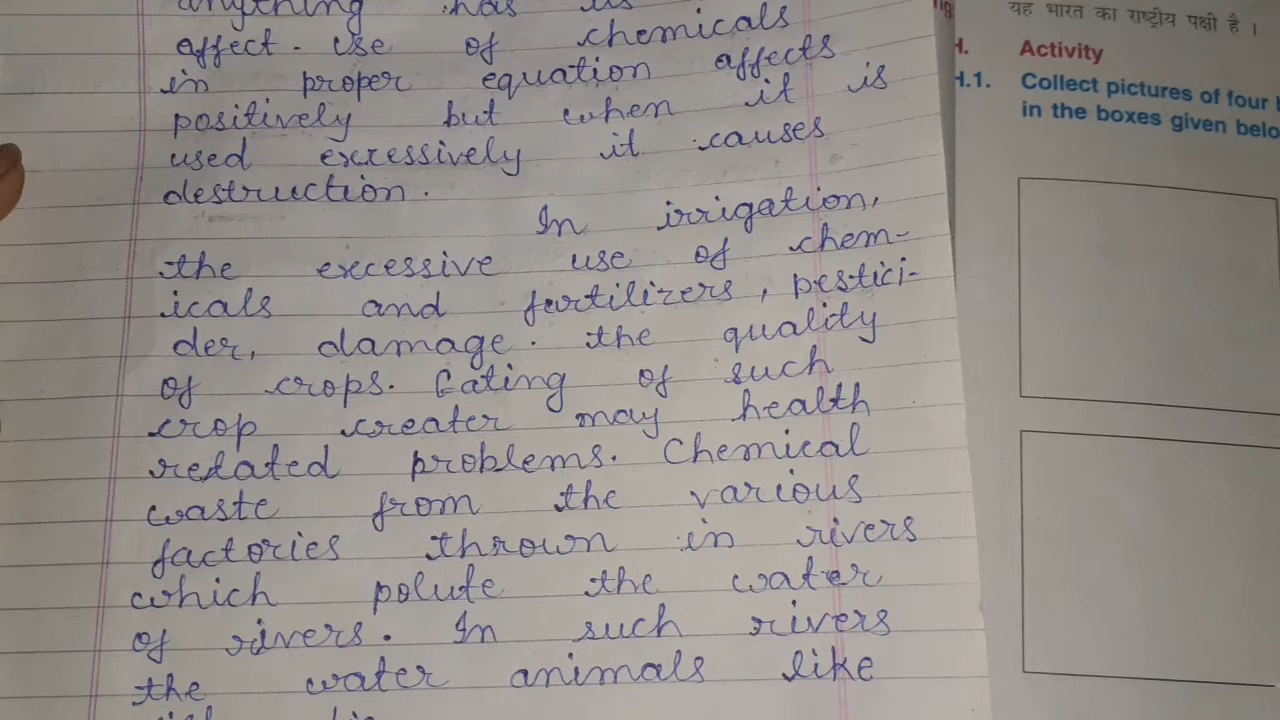 anything has its
affect. Use of chemicals
in proper equation affects
positively but when it is
used excessively it causes
destruction.
In irrigation,
the excessive use of chem-
icals and fertilizers, pestici-
der, damage. the quality
of crops. Eating of such
crop creater may health
related problems. Chemical
waste from the various
factories thrown in rivers
which polute the water
of rivers. In such rivers
the water animals like
यह भारत का राष्ट्रीय पक्षी है ।
H. Activity
H.1. Collect pictures of four
in the boxes given belo